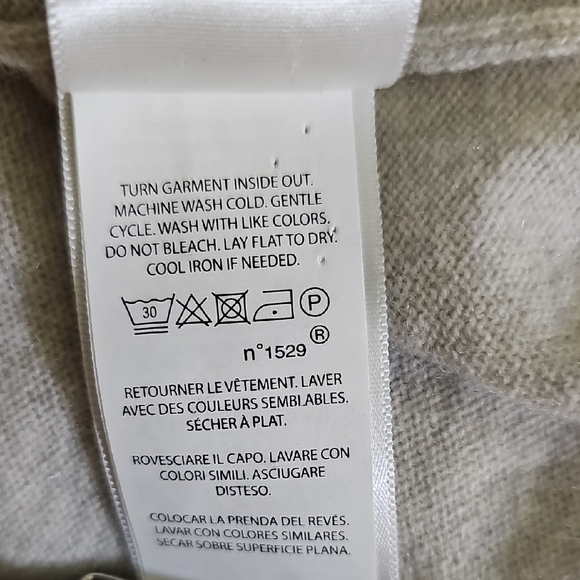 TURN GARMENT INSIDE OUT.
MACHINE WASH COLD. GENTLE
CYCLE. WASH WITH LIKE COLORS.
DO NOT BLEACH. LAY FLAT TO DRY.
COOL IRON IF NEEDED.
30 P
®
n°1529
RETOURNER LE VÊTEMENT. LAVER
AVEC DES COULEURS SEMBLABLES.
SÉCHER À PLAT.
ROVESCIARE IL CAPO. LAVARE CON
COLORI SIMILI. ASCIUGARE
DISTESO.
COLOCAR LA PRENDA DEL REVÉS.
LAVAR CON COLORES SIMILARES.
SECAR SOBRE SUPERFICIE PLANA.